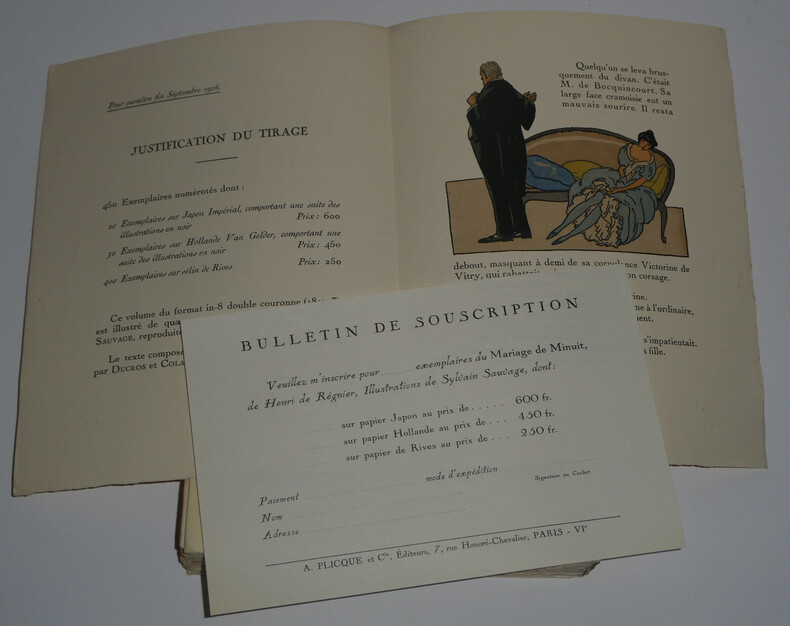 Pour paraître fin Septembre 1926.
JUSTIFICATION DU TIRAGE
460 Exemplaires numérotés dont :
Exemplaires sur Japon Impérial, comportant une suite des
illustrations en noir Prix : 600
Exemplaires sur Hollande Van Gelder, comportant une
suite des illustrations en noir Prix : 450
400 Exemplaires sur vélin de Rives Prix : 250
Ce volume du format in-8 double couronne
est illustré de
SAUVAGE,
Le texte
par DUCROS et
Quelqu'un se leva brus-
quement du divan. C'était
M. de Bocquincourt. Sa
large face cramoisie eut un
mauvais sourire. Il resta
debout, masquant à demi de sa corpulence Victorine de
Vitry, qui son corsage.
à l'ordinaire,
s'impatientait.
fille.
BULLETIN DE SOUSCRIPTION
Veuillez m'inscrire pour exemplaires du Mariage de Minuit,
de Henri de Régnier, Illustrations de Sylvain Sauvage, dont :
sur papier Japon au prix de . . . . . 600 fr.
sur papier Hollande au prix de . . . 450 fr.
sur papier de Rives au prix de . . . 250 fr.
Paiement mode d'expédition
Nom Signature ou Cachet
Adresse
A. PLICQUE et Cie, Éditeurs, 7, rue Honoré-Chevalier, PARIS - VIe